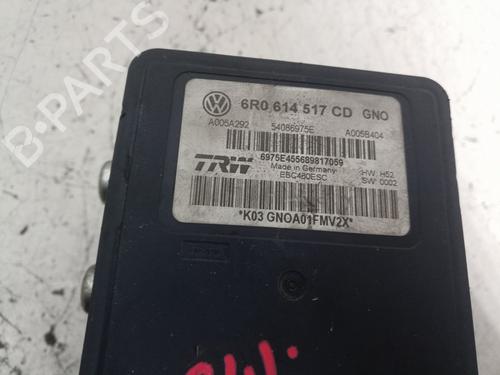 6R0 614 517 CD GNO
A005A292 54086975E A005B404
6975E455689817059
TRW Made in Germany HW H52
EBC460ESC SW 0002
*K03 GNOA01FMV2X*